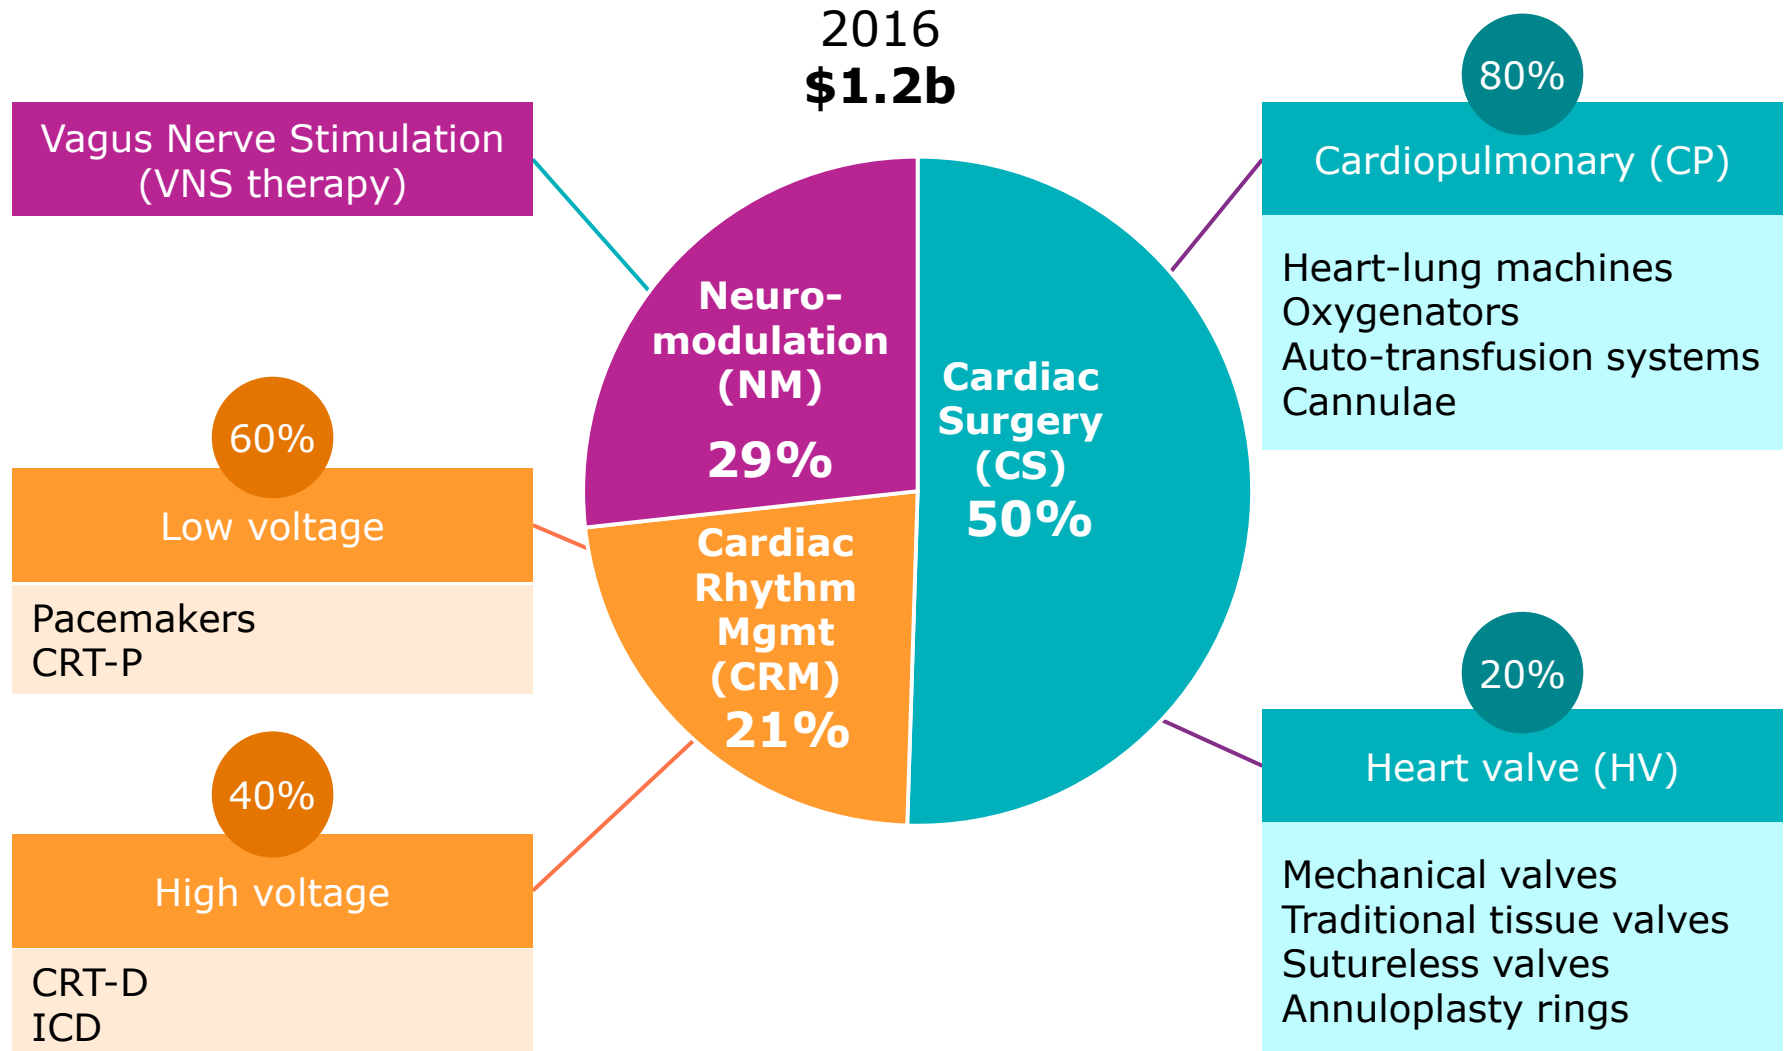 2016
$1.2b
Vagus Nerve Stimulation
(VNS therapy)
60%
Low voltage
Pacemakers
CRT-P
40%
High voltage
CRT-D
ICD
Neuro-
modulation
(NM)
29%
Cardiac
Rhythm
Mgmt
(CRM)
21%
Cardiac
Surgery
(CS)
50%
80%
Cardiopulmonary (CP)
Heart-lung machines
Oxygenators
Auto-transfusion systems
Cannulae
20%
Heart valve (HV)
Mechanical valves
Traditional tissue valves
Sutureless valves
Annuloplasty rings